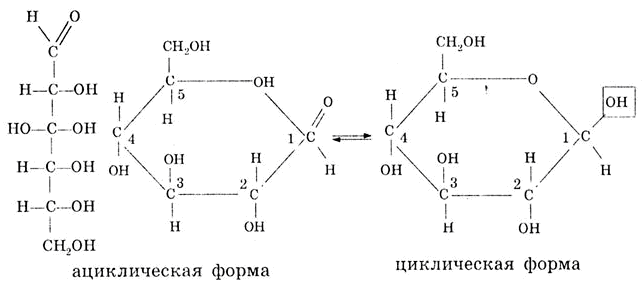 H O
C
H—C—OH
HO—C—OH
H—C—OH
H—C—OH
CH₂OH
CH₂OH
C OH
5
H H O
C 4 1 C
OH OH H H
3 2
C C
H OH
ациклическая форма
CH₂OH
C O
5 OH
H H
C 4 1 C
OH OH H H
3 2
C C
H OH
циклическая форма